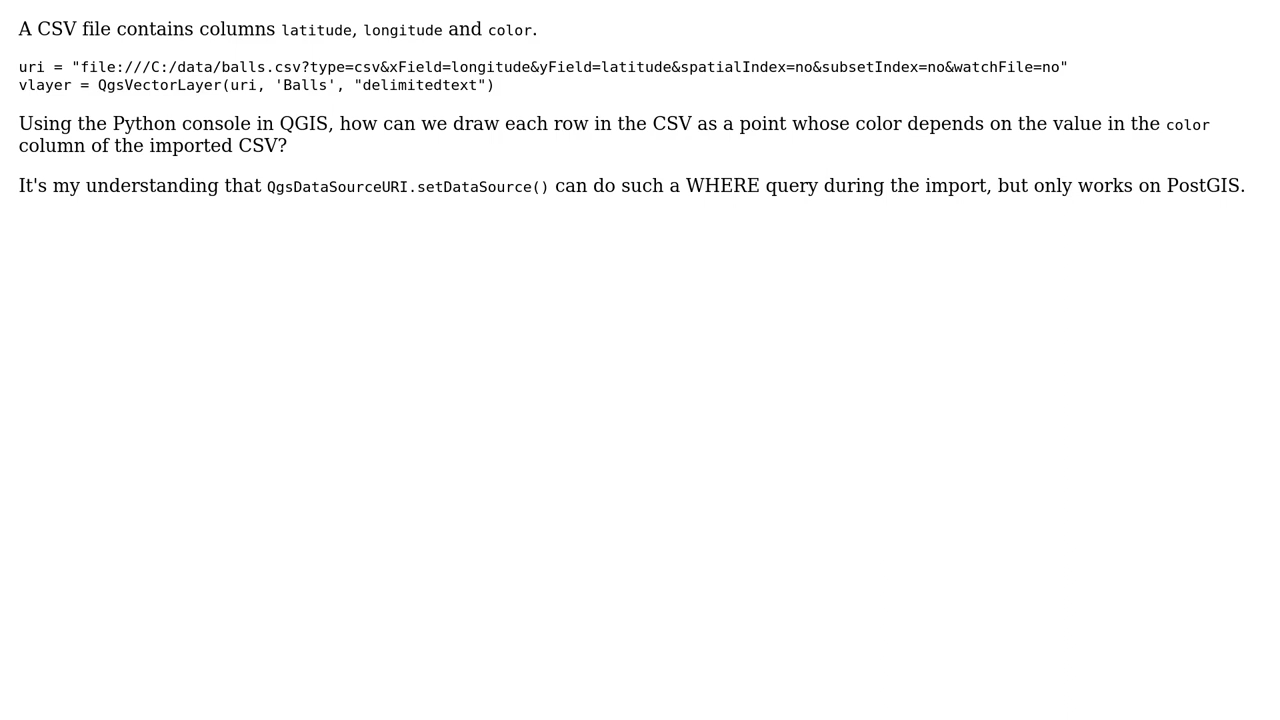 A CSV file contains columns latitude, longitude and color.
uri = "file:///C:/data/balls.csv?type=csv&xField=longitude&yField=latitude&spatialIndex=no&subsetIndex=no&watchFile=no"
vlayer = QgsVectorLayer(uri, 'Balls', "delimitedtext")
Using the Python console in QGIS, how can we draw each row in the CSV as a point whose color depends on the value in the color
column of the imported CSV?
It's my understanding that QgsDataSourceURI.setDataSource() can do such a WHERE query during the import, but only works on PostGIS.